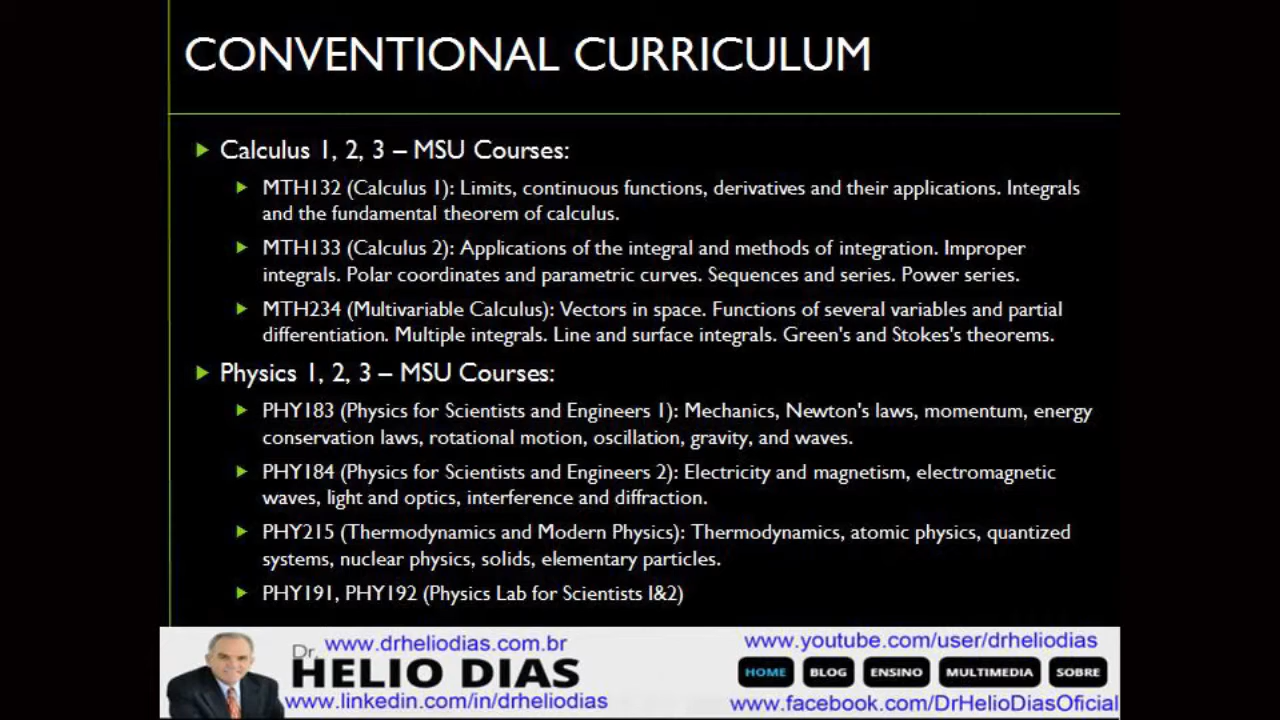 CONVENTIONAL CURRICULUM
Calculus 1, 2, 3 – MSU Courses:
MTH132 (Calculus 1): Limits, continuous functions, derivatives and their applications. Integrals
and the fundamental theorem of calculus.
MTH133 (Calculus 2): Applications of the integral and methods of integration. Improper
integrals. Polar coordinates and parametric curves. Sequences and series. Power series.
MTH234 (Multivariable Calculus): Vectors in space. Functions of several variables and partial
differentiation. Multiple integrals. Line and surface integrals. Green's and Stokes's theorems.
Physics 1, 2, 3 – MSU Courses:
PHY183 (Physics for Scientists and Engineers 1): Mechanics, Newton's laws, momentum, energy
conservation laws, rotational motion, oscillation, gravity, and waves.
PHY184 (Physics for Scientists and Engineers 2): Electricity and magnetism, electromagnetic
waves, light and optics, interference and diffraction.
PHY215 (Thermodynamics and Modern Physics): Thermodynamics, atomic physics, quantized
systems, nuclear physics, solids, elementary particles.
PHY191, PHY192 (Physics Lab for Scientists I&2)
www.drheliodias.com.br
Dr. HELIO DIAS
www.linkedin.com/in/drheliodias
www.youtube.com/user/drheliodias
HOME BLOG ENSINO MULTIMEDIA SOBRE
www.facebook.com/DrHelioDiasOficial